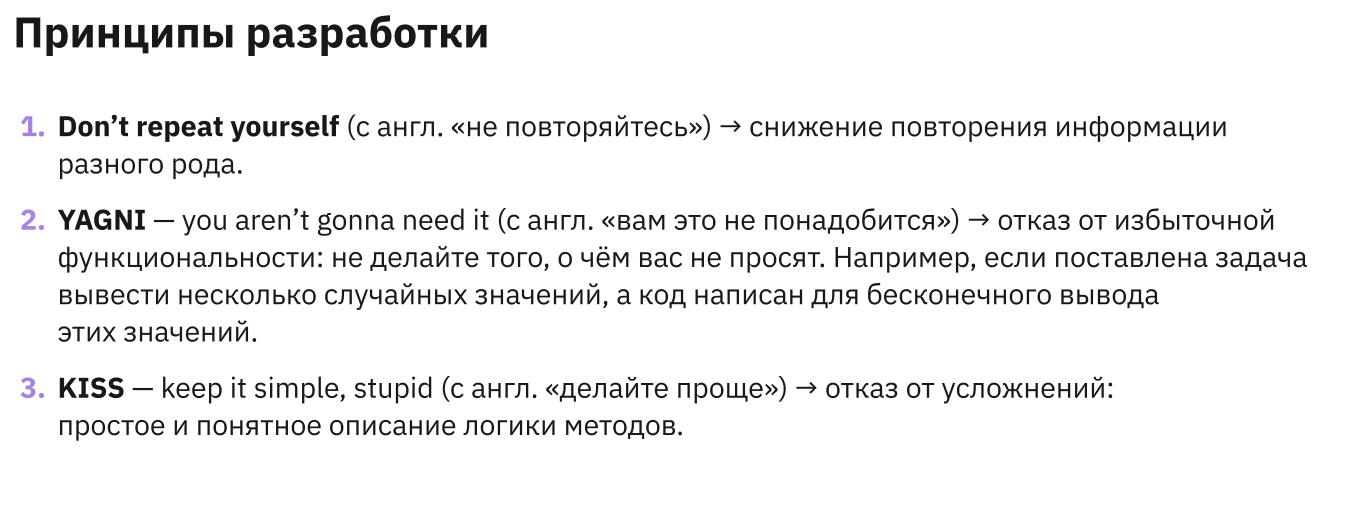 Принципы разработки
1. Don’t repeat yourself (с англ. «не повторяйтесь») → снижение повторения информации
разного рода.
2. YAGNI — you aren’t gonna need it (с англ. «вам это не понадобится») → отказ от избыточной
функциональности: не делайте того, о чём вас не просят. Например, если поставлена задача
вывести несколько случайных значений, а код написан для бесконечного вывода
этих значений.
3. KISS — keep it simple, stupid (с англ. «делайте проще») → отказ от усложнений:
простое и понятное описание логики методов.